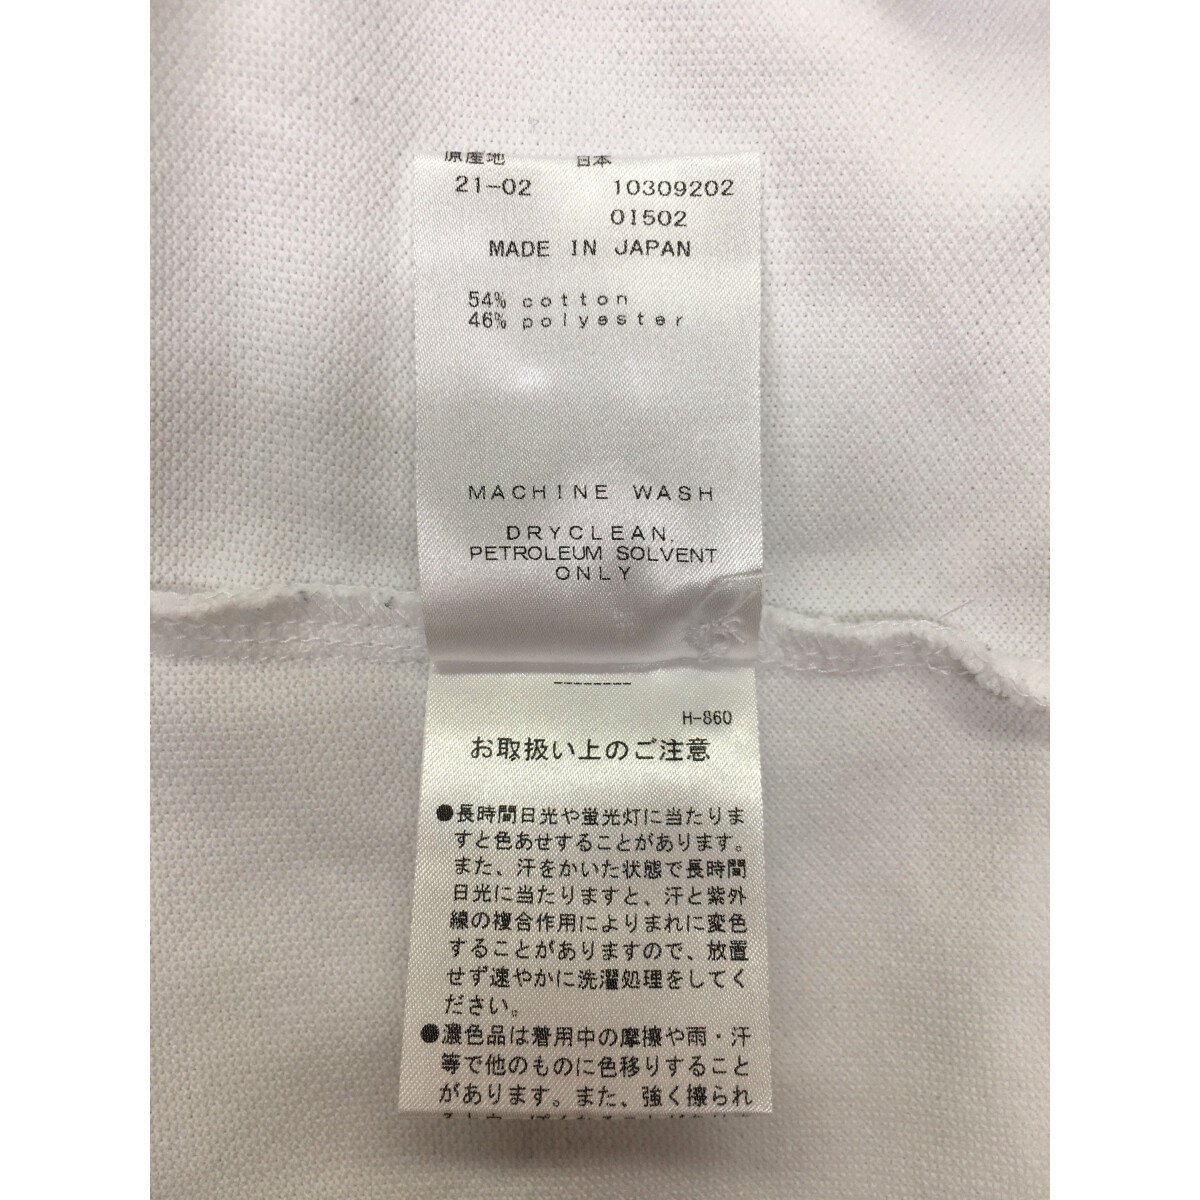 原産地 日本
21-02 10309202
01502
MADE IN JAPAN
54% cotton
46% polyester
MACHINE WASH
DRYCLEAN.
PETROLEUM SOLVENT
ONLY
--------
H-860
お取扱い上のご注意
●長時間日光や蛍光灯に当たりま
すと色あせすることがあります。
また、汗をかいた状態で長時間
日光に当たりますと、汗と紫外
線の複合作用によりまれに変色
することがありますので、放置
せず速やかに洗濯処理をしてく
ださい。
●濃色品は着用中の摩擦や雨・汗
等で他のものに色移りすること
があります。また、強く擦られ